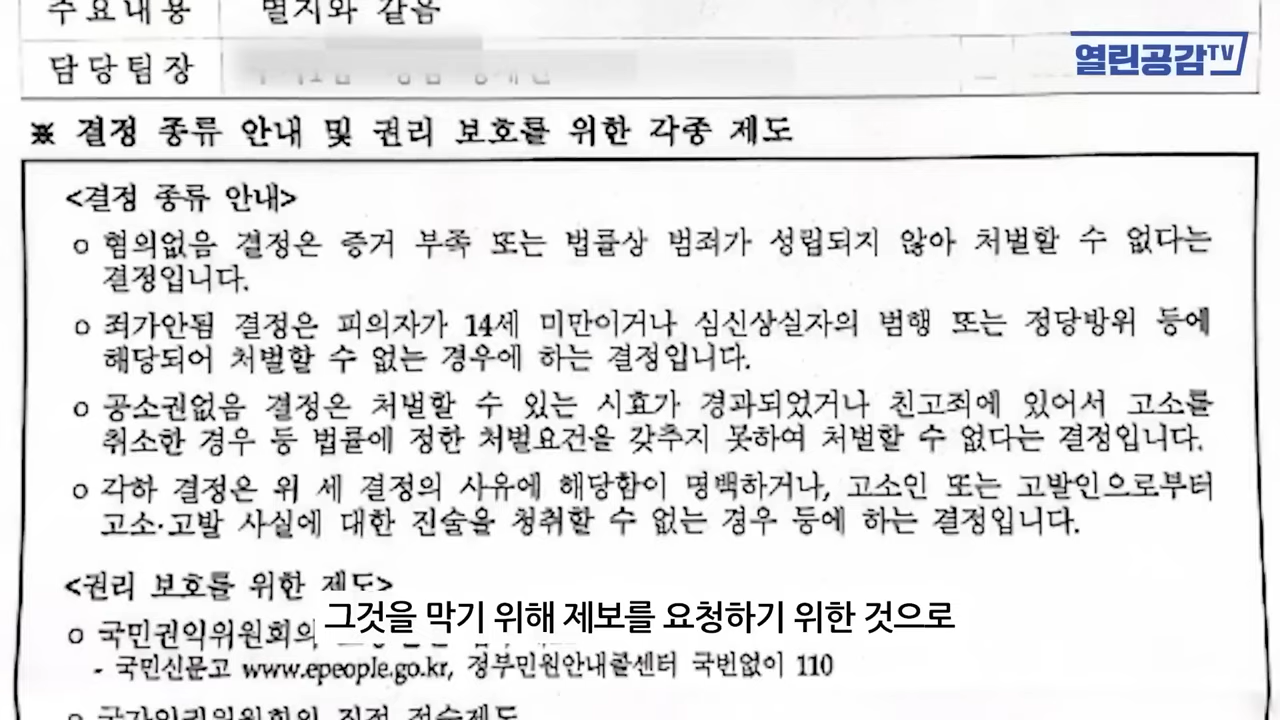 주요내용 별지와 같음
열린공감TV
담당팀장
※ 결정 종류 안내 및 권리 보호를 위한 각종 제도
<결정 종류 안내>
o 혐의없음 결정은 증거 부족 또는 법률상 범죄가 성립되지 않아 처벌할 수 없다는
결정입니다.
o 죄가안됨 결정은 피의자가 14세 미만이거나 심신상실자의 범행 또는 정당방위 등에
해당되어 처벌할 수 없는 경우에 하는 결정입니다.
o 공소권없음 결정은 처벌할 수 있는 시효가 경과되었거나 친고죄에 있어서 고소를
취소한 경우 등 법률에 정한 처벌요건을 갖추지 못하여 처벌할 수 없다는 결정입니다.
o 각하 결정은 위 세 결정의 사유에 해당함이 명백하거나, 고소인 또는 고발인으로부터
고소·고발 사실에 대한 진술을 청취할 수 없는 경우 등에 하는 결정입니다.
<권리 보호를 위한 제도>
o 국민권익위원회의
그것을 막기 위해 제보를 요청하기 위한 것으로
- 국민신문고 www.epeople.go.kr, 정부민원안내콜센터 국번없이 110
o 국가인권위원회의 진정 접수제도